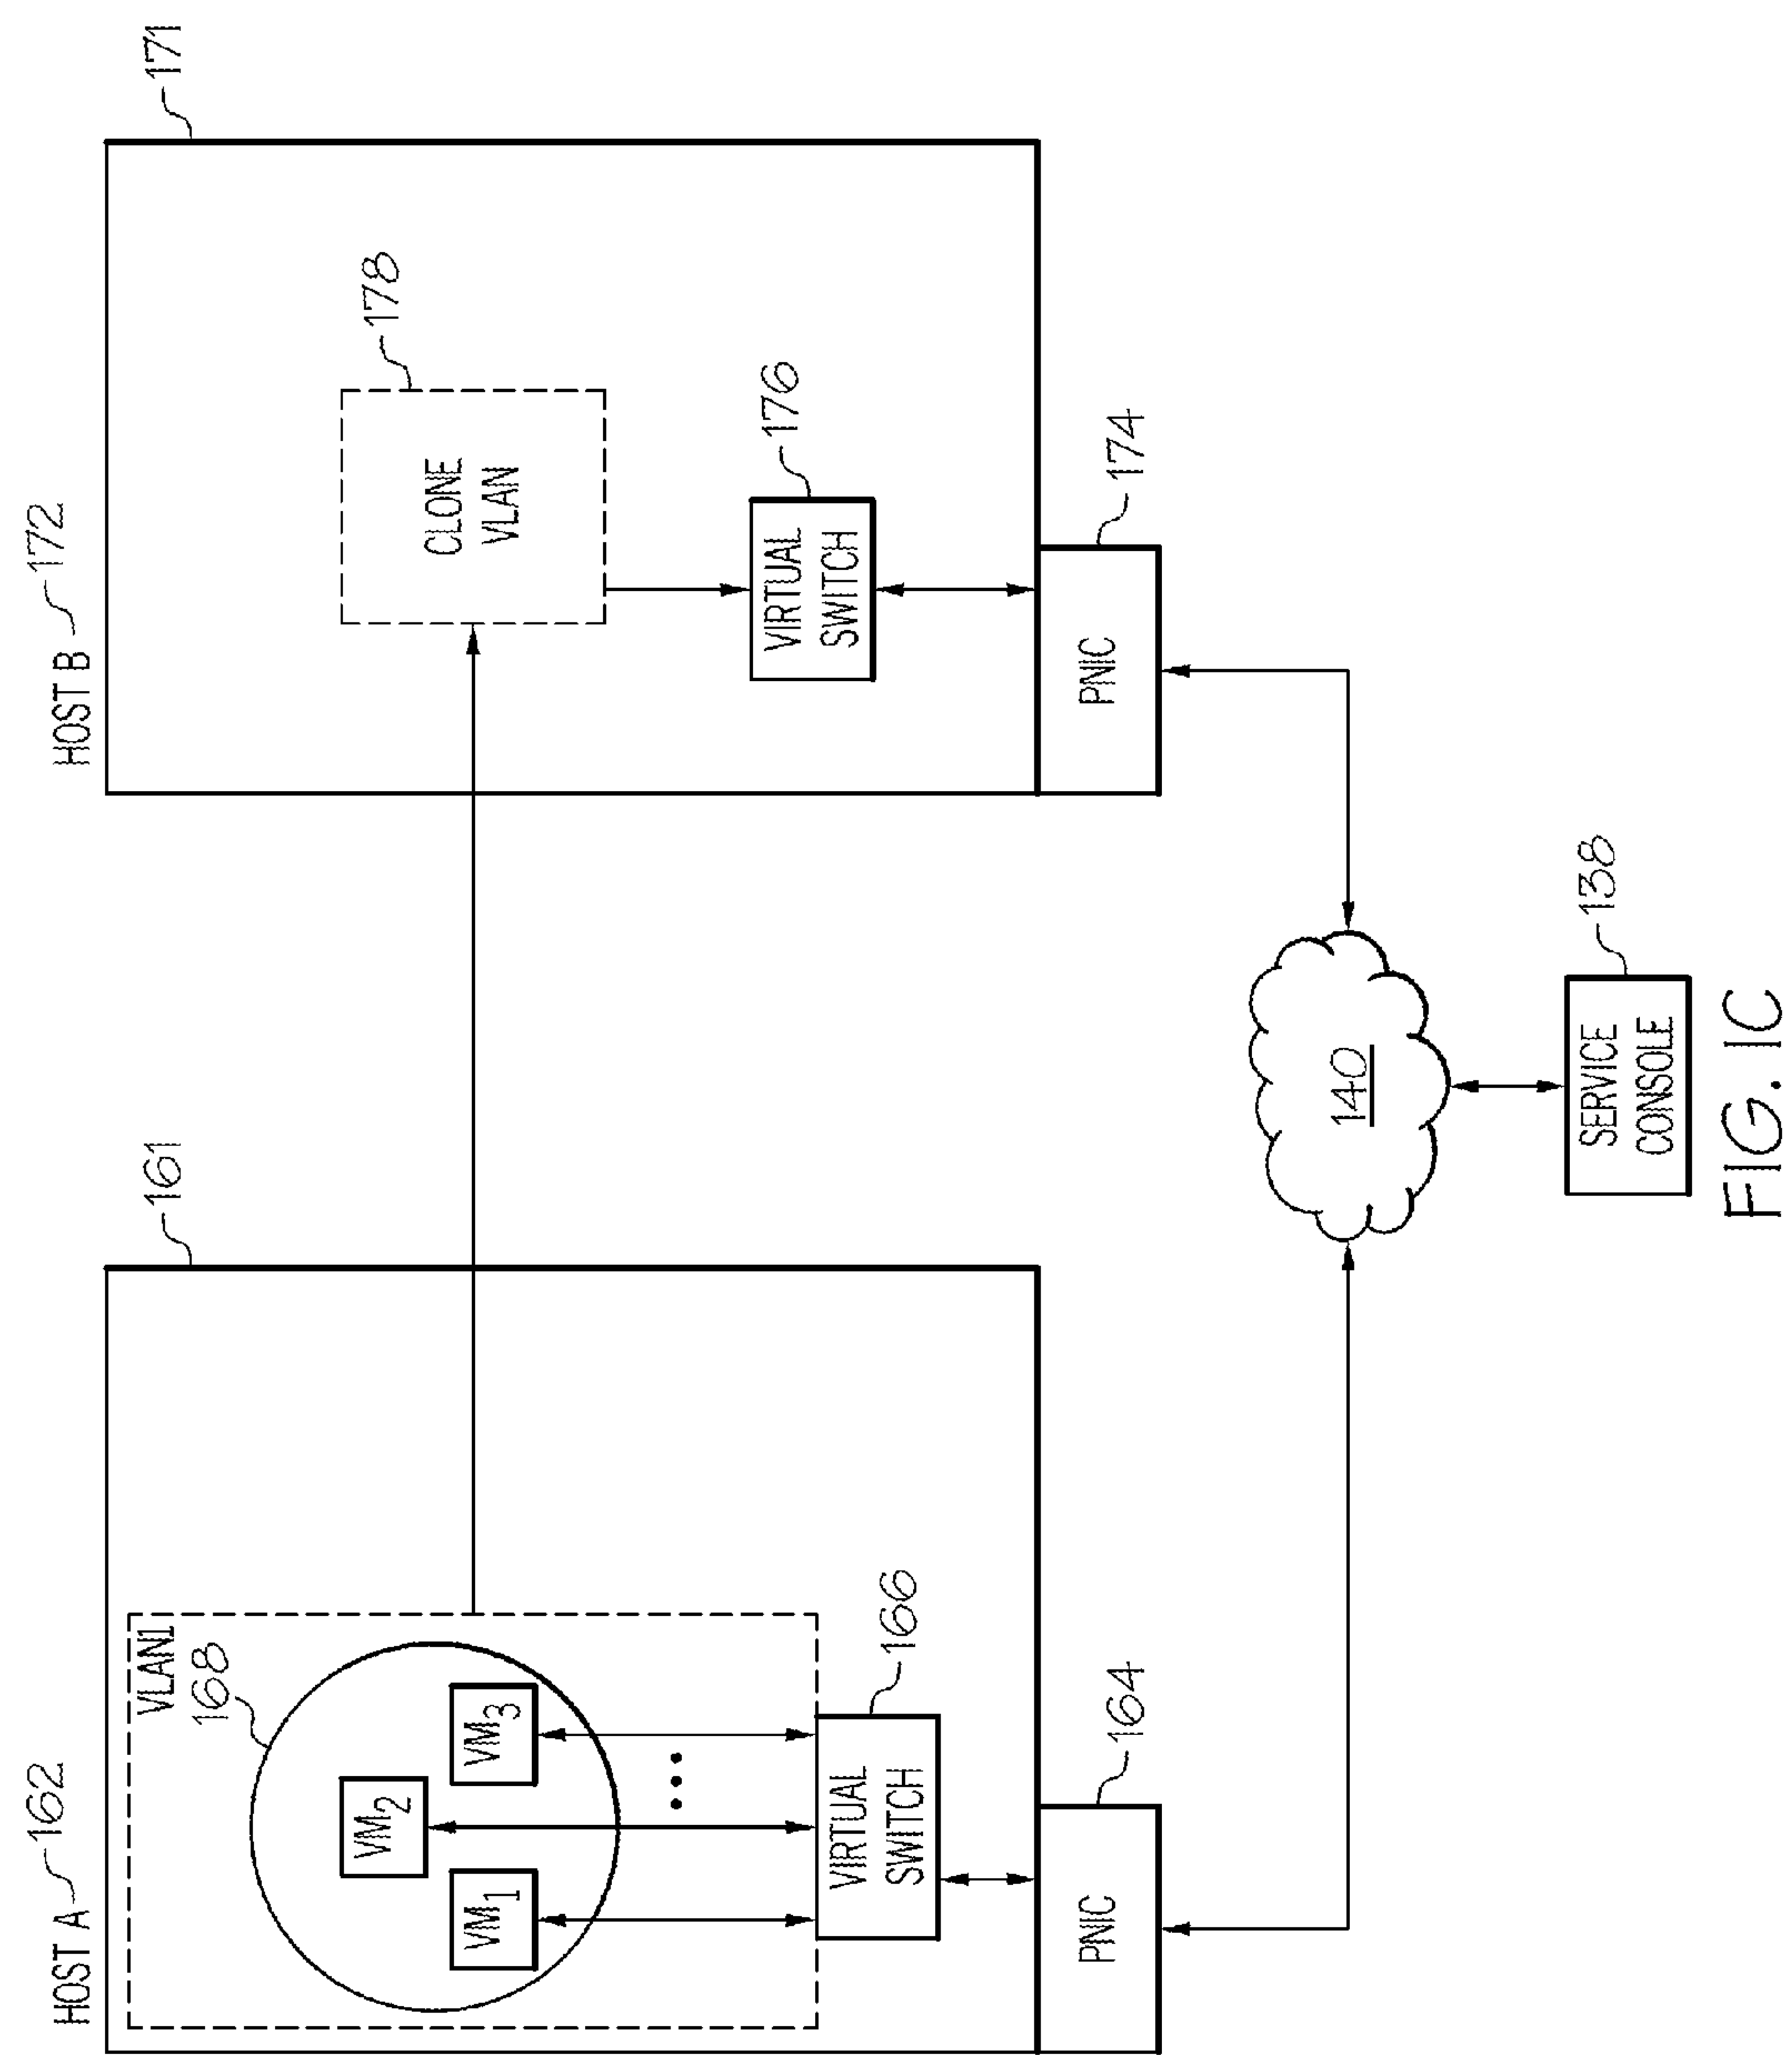 HOST A 162
161
VLAN1
168
VM1
VM2
VM3
VIRTUAL
SWITCH
166
PNIC
164
HOST B 172
171
CLONE
VLAN
178
VIRTUAL
SWITCH
176
PNIC
174
140
SERVICE
CONSOLE
138
FIG. 1C